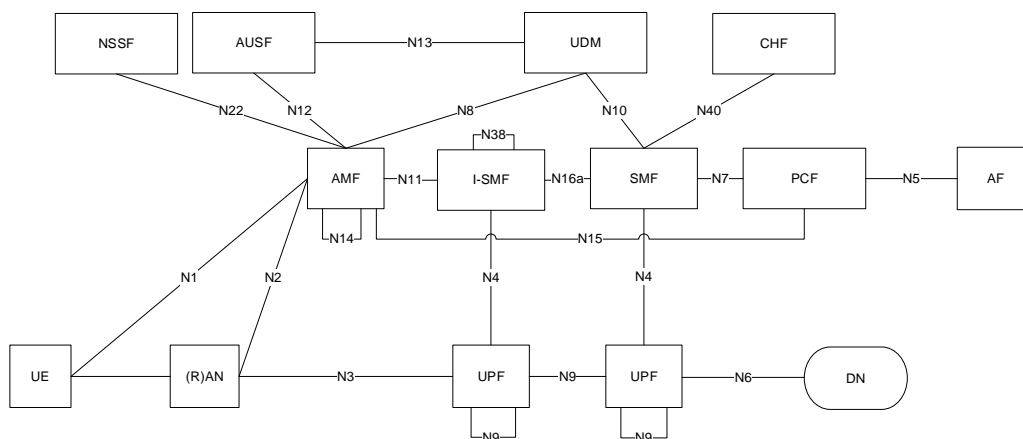 NSSF
AUSF
N13
UDM
CHF
N22
N12
N8
N10
N40
N38
AMF
N11
I-SMF
N16a
SMF
N7
PCF
N5
AF
N14
N15
N1
N2
N4
N4
UE
(R)AN
N3
UPF
N9
UPF
N6
DN
N9
N9